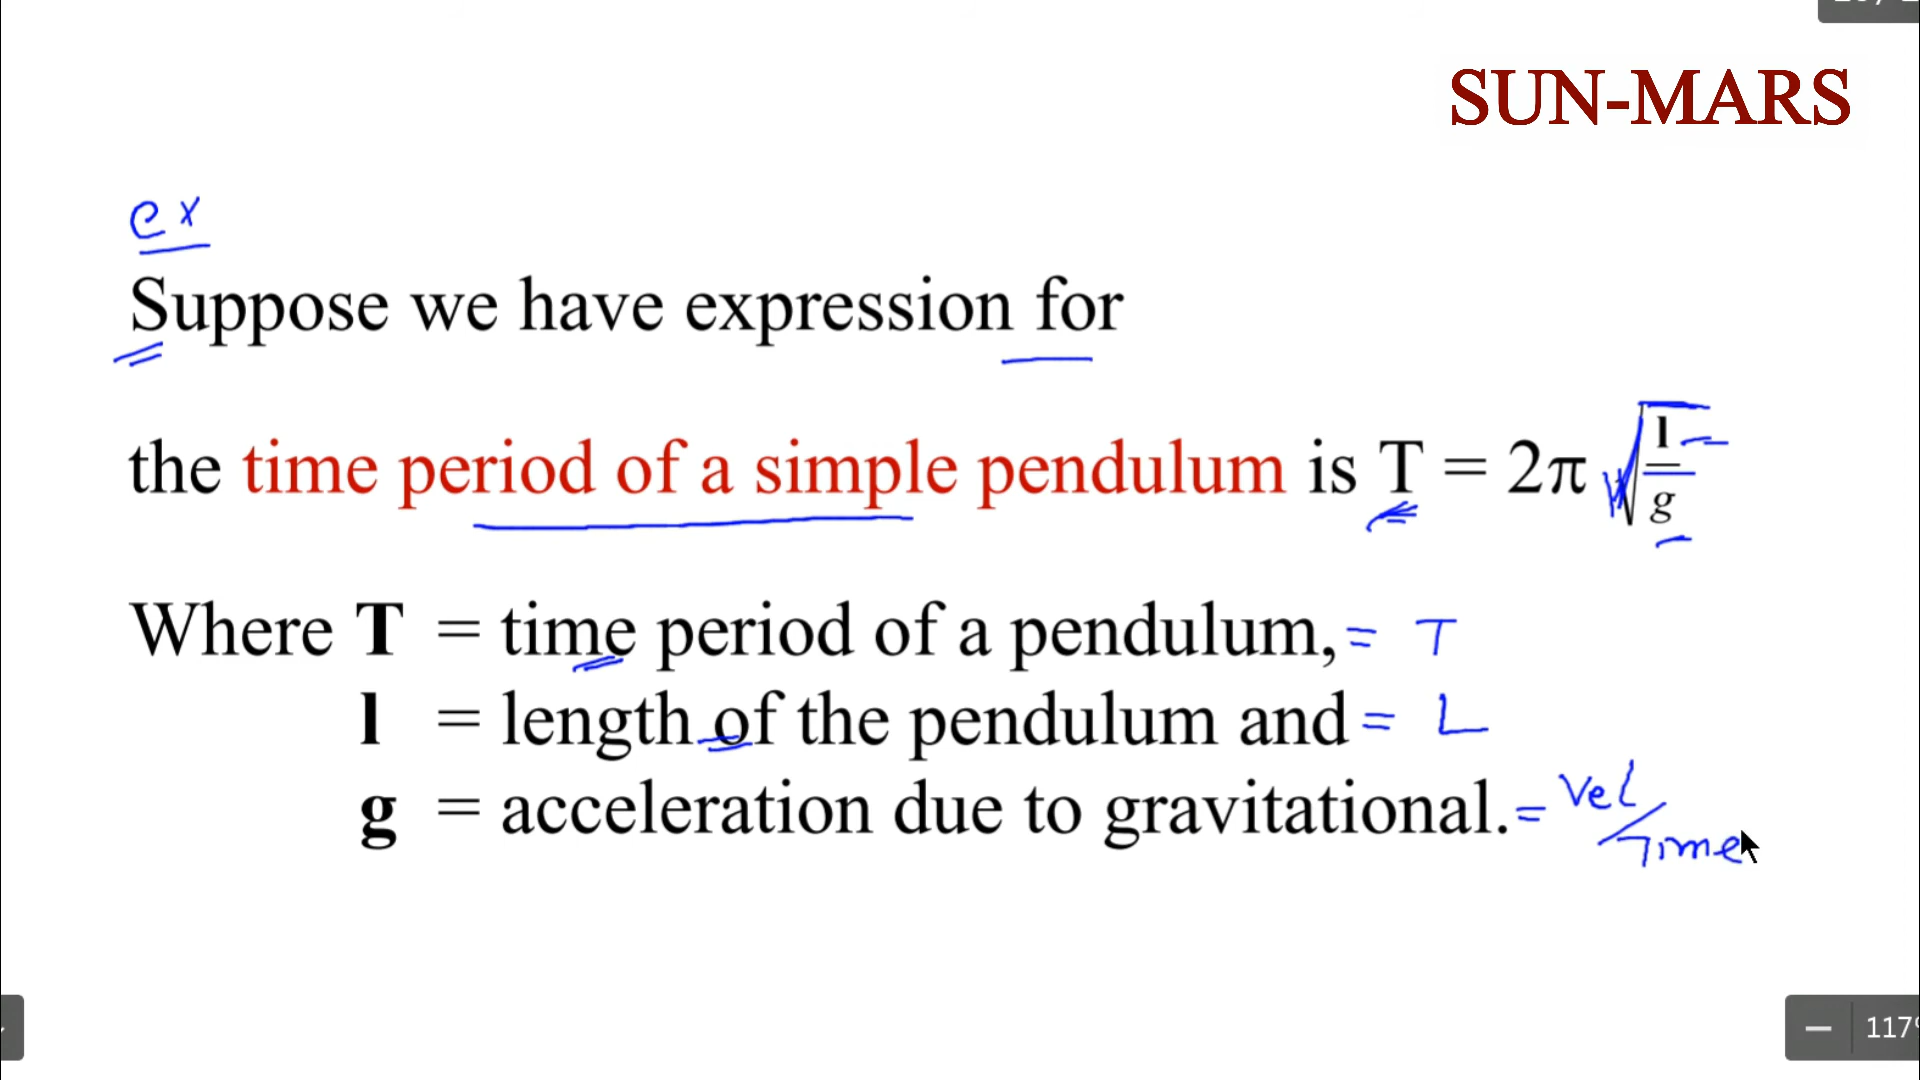 SUN-MARS
ex
Suppose we have expression for
the time period of a simple pendulum is T = 2π √(l/g)
Where T = time period of a pendulum, = T
l = length of the pendulum and = L
g = acceleration due to gravitational. = Vel/Time
117